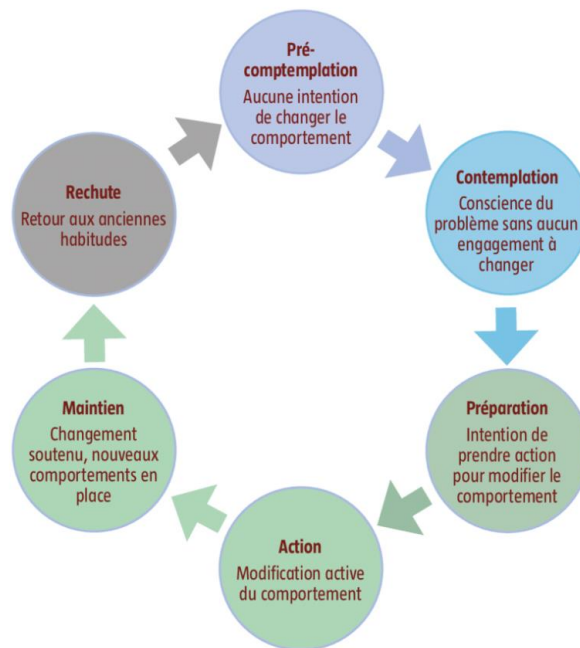 Pré-
comptemplation
Aucune intention
de changer le
comportement
Contemplation
Conscience du
problème sans aucun
engagement à
changer
Préparation
Intention de
prendre action
pour modifier le
comportement
Action
Modification active
du comportement
Maintien
Changement
soutenu, nouveaux
comportements en
place
Rechute
Retour aux anciennes
habitudes